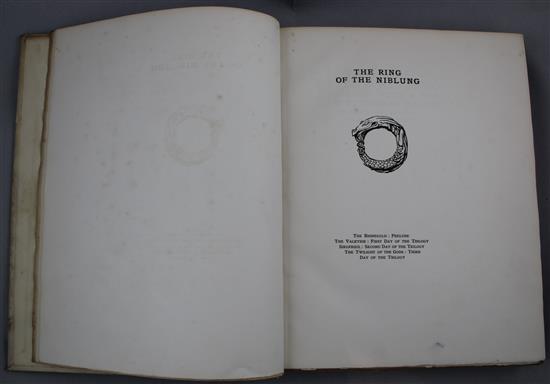 THE RING
OF THE NIBLUNG
THE RHINEGOLD : PRELUDE
THE VALKYRIE : FIRST DAY OF THE TRILOGY
SIEGFRIED : SECOND DAY OF THE TRILOGY
THE TWILIGHT OF THE GODS : THIRD
DAY OF THE TRILOGY